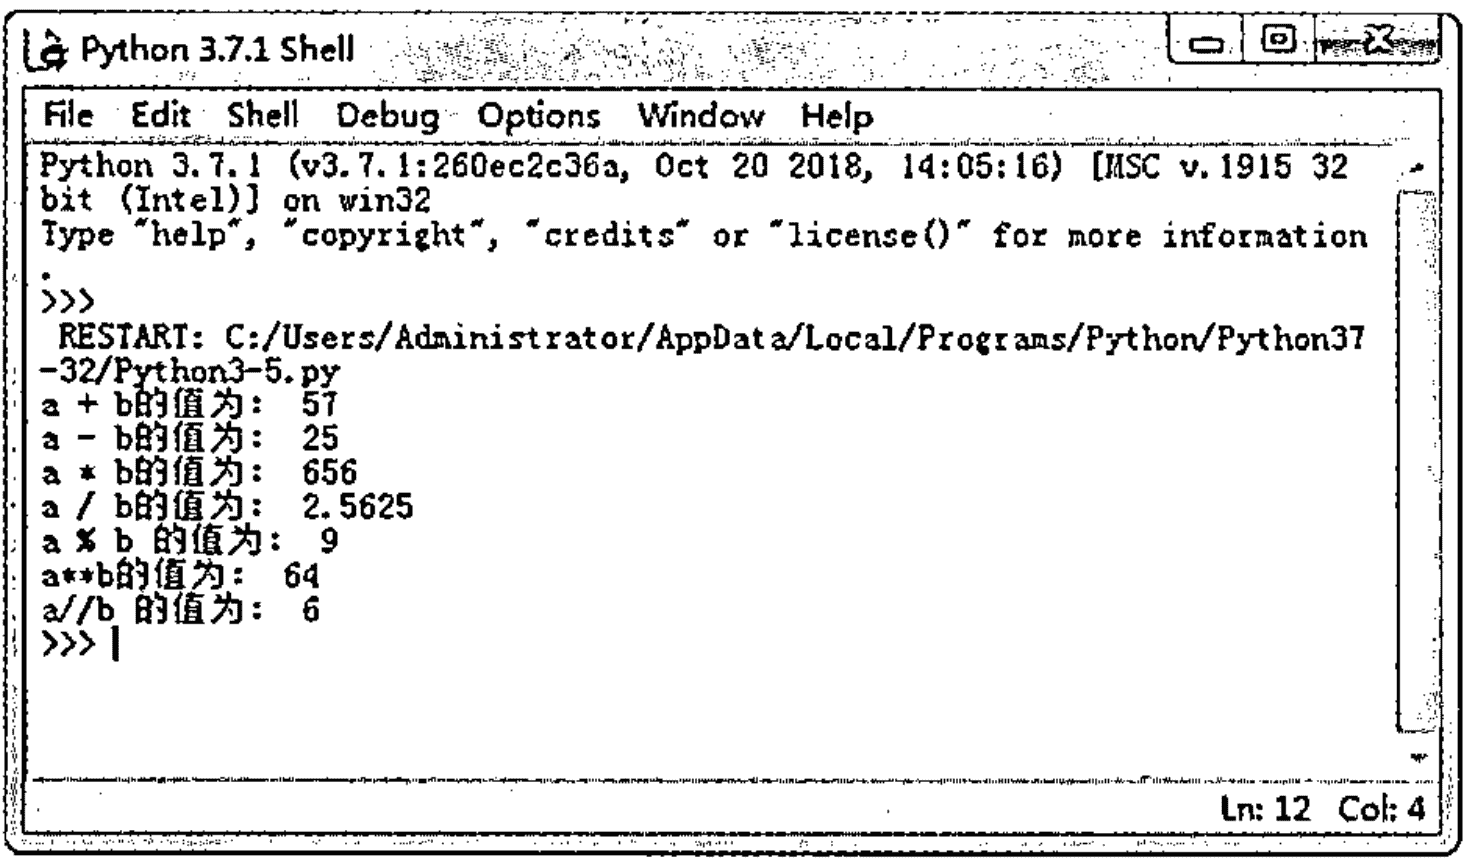 Python 3.7.1 Shell
File Edit Shell Debug Options Window Help
Python 3.7.1 (v3.7.1:260ec2c36a, Oct 20 2018, 14:05:16) [MSC v.1915 32
bit (Intel)] on win32
Type "help", "copyright", "credits" or "license()" for more information
.
>>>
RESTART: C:/Users/Administrator/AppData/Local/Programs/Python/Python37
-32/Python3-5.py
a + b的值为： 57
a - b的值为： 25
a * b的值为： 656
a / b的值为： 2.5625
a % b 的值为： 9
a**b的值为： 64
a//b 的值为： 6
>>>
Ln: 12 Col: 4